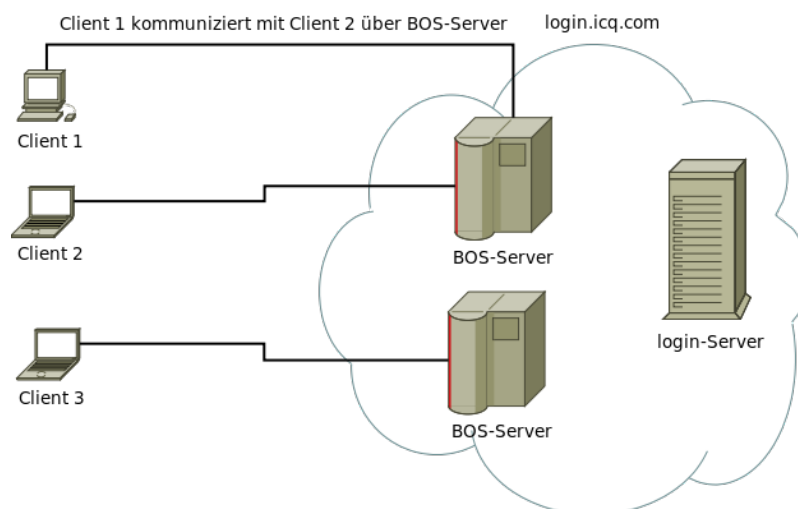 Client 1 kommuniziert mit Client 2 über BOS-Server
login.icq.com
Client 1
Client 2
BOS-Server
login-Server
Client 3
BOS-Server